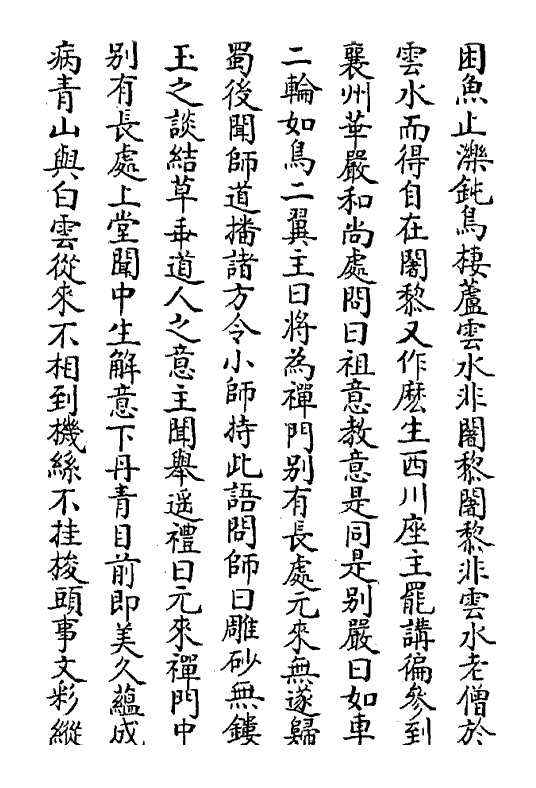 困魚止濼鈍鳥棲蘆雲水非闍黎闍黎非雲水老僧於
雲水而得自在闍黎又作麽生西川座主罷講徧參到
襄州華嚴和尚處問曰祖意教意是同是别嚴曰如車
二輪如鳥二翼主曰將為禪門别有長處元來無遂歸
蜀後聞師道播諸方令小師持此語問師曰雕砂無鏤
玉之談結草乖道人之意主聞舉遥禮曰元來禪門中
别有長處上堂聞中生解意下丹青目前即美久藴成
病青山與白雲從來不相到機絲不挂梭頭事文彩縱